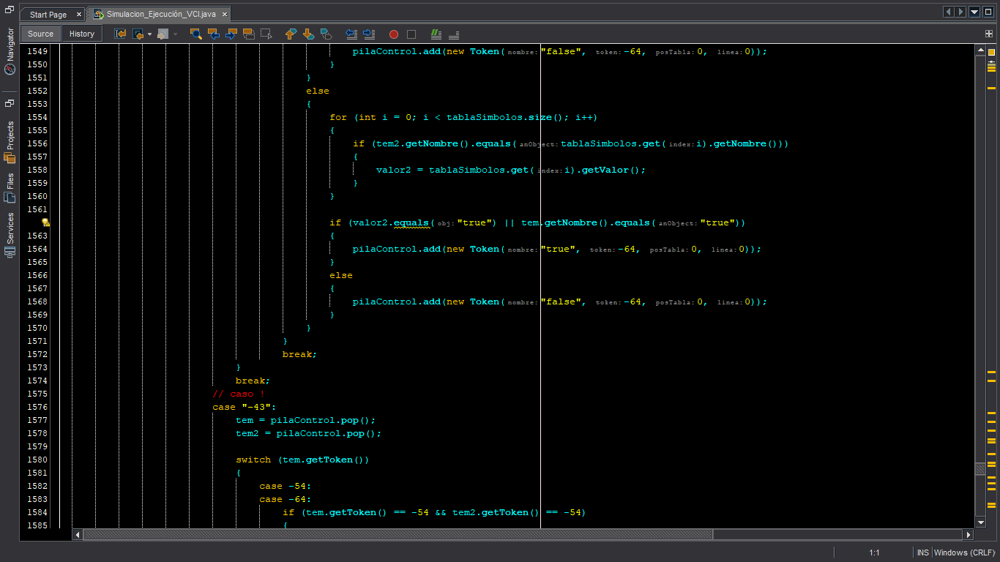 Start Page
Simulacion_Ejecución_VCI.java
Source
History
Navigator
Projects
Files
Services
1549 pilaControl.add(new Token( nombre: "false", token: -64, posTabla: 0, linea: 0));
1550 }
1551 }
1552 else
1553 {
1554 for (int i = 0; i < tablaSimbolos.size(); i++)
1555 {
1556 if (tem2.getNombre().equals( anObject: tablaSimbolos.get( index: i).getNombre()))
1557 {
1558 valor2 = tablaSimbolos.get( index: i).getValor();
1559 }
1560 }
1561
if (valor2.equals( obj: "true") || tem.getNombre().equals( anObject: "true"))
1563 {
1564 pilaControl.add(new Token( nombre: "true", token: -64, posTabla: 0, linea: 0));
1565 }
1566 else
1567 {
1568 pilaControl.add(new Token( nombre: "false", token: -64, posTabla: 0, linea: 0));
1569 }
1570 }
1571 }
1572 break;
1573 }
1574 break;
1575 // caso !
1576 case "-43":
1577 tem = pilaControl.pop();
1578 tem2 = pilaControl.pop();
1579
1580 switch (tem.getToken())
1581 {
1582 case -54:
1583 case -64:
1584 if (tem.getToken() == -54 && tem2.getToken() == -54)
1585 {
1:1
INS
Windows (CRLF)